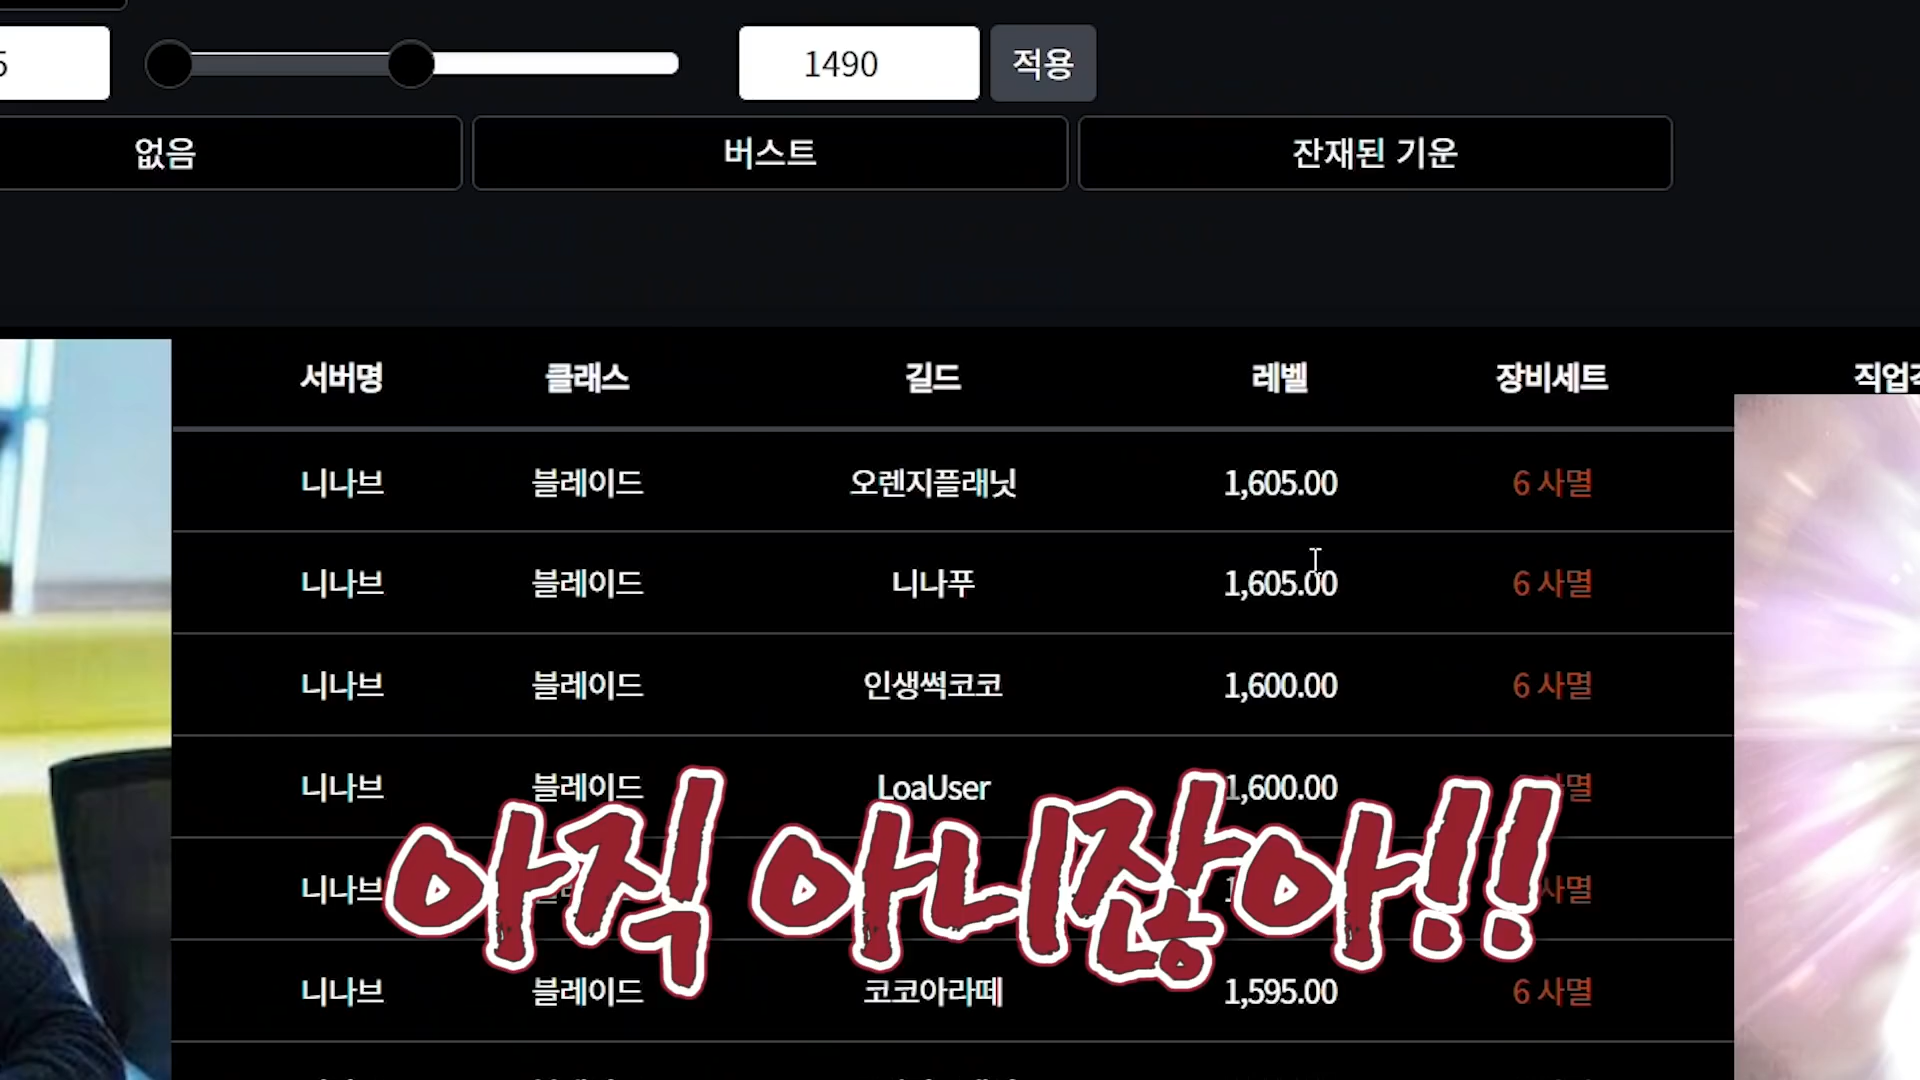 5 1490 적용
없음 버스트 잔재된 기운
서버명 클래스 길드 레벨 장비세트 직업각
니나브 블레이드 오렌지플래닛 1,605.00 6 사멸
니나브 블레이드 니나푸 1,605.00 6 사멸
니나브 블레이드 인생썩코코 1,600.00 6 사멸
니나브 블레이드 LoaUser 1,600.00 사멸
니나브 사멸
아직 아니잖아!!
니나브 블레이드 코코아라떼 1,595.00 6 사멸